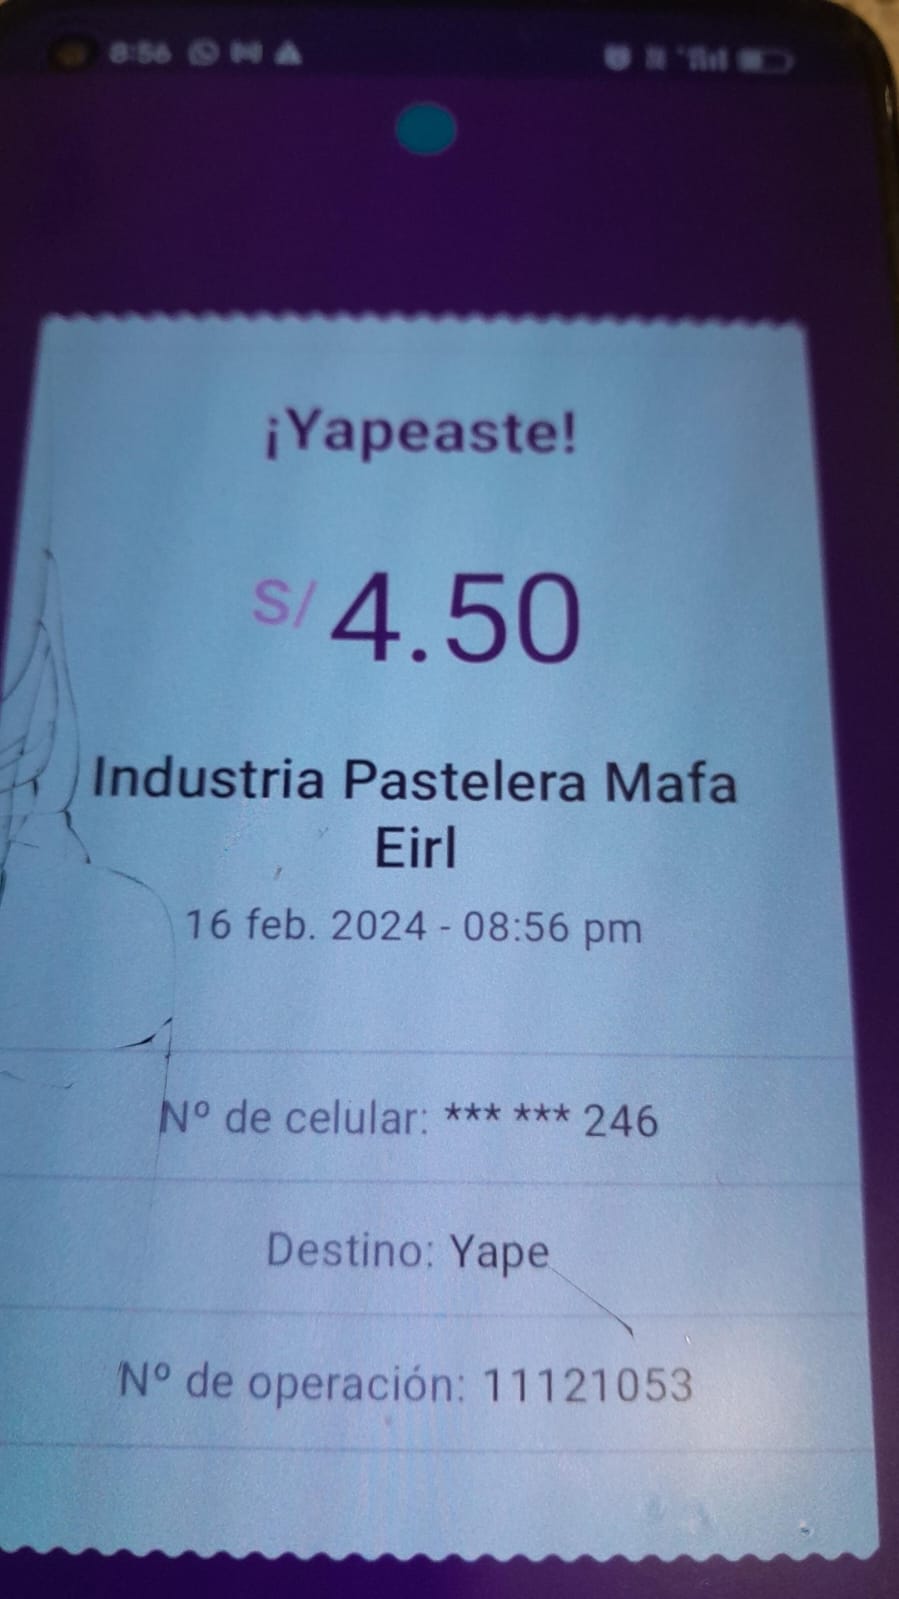 8:56
¡Yapeaste!
S/ 4.50
Industria Pastelera Mafa
Eirl
16 feb. 2024 - 08:56 pm
Nº de celular: *** *** 246
Destino: Yape
Nº de operación: 11121053